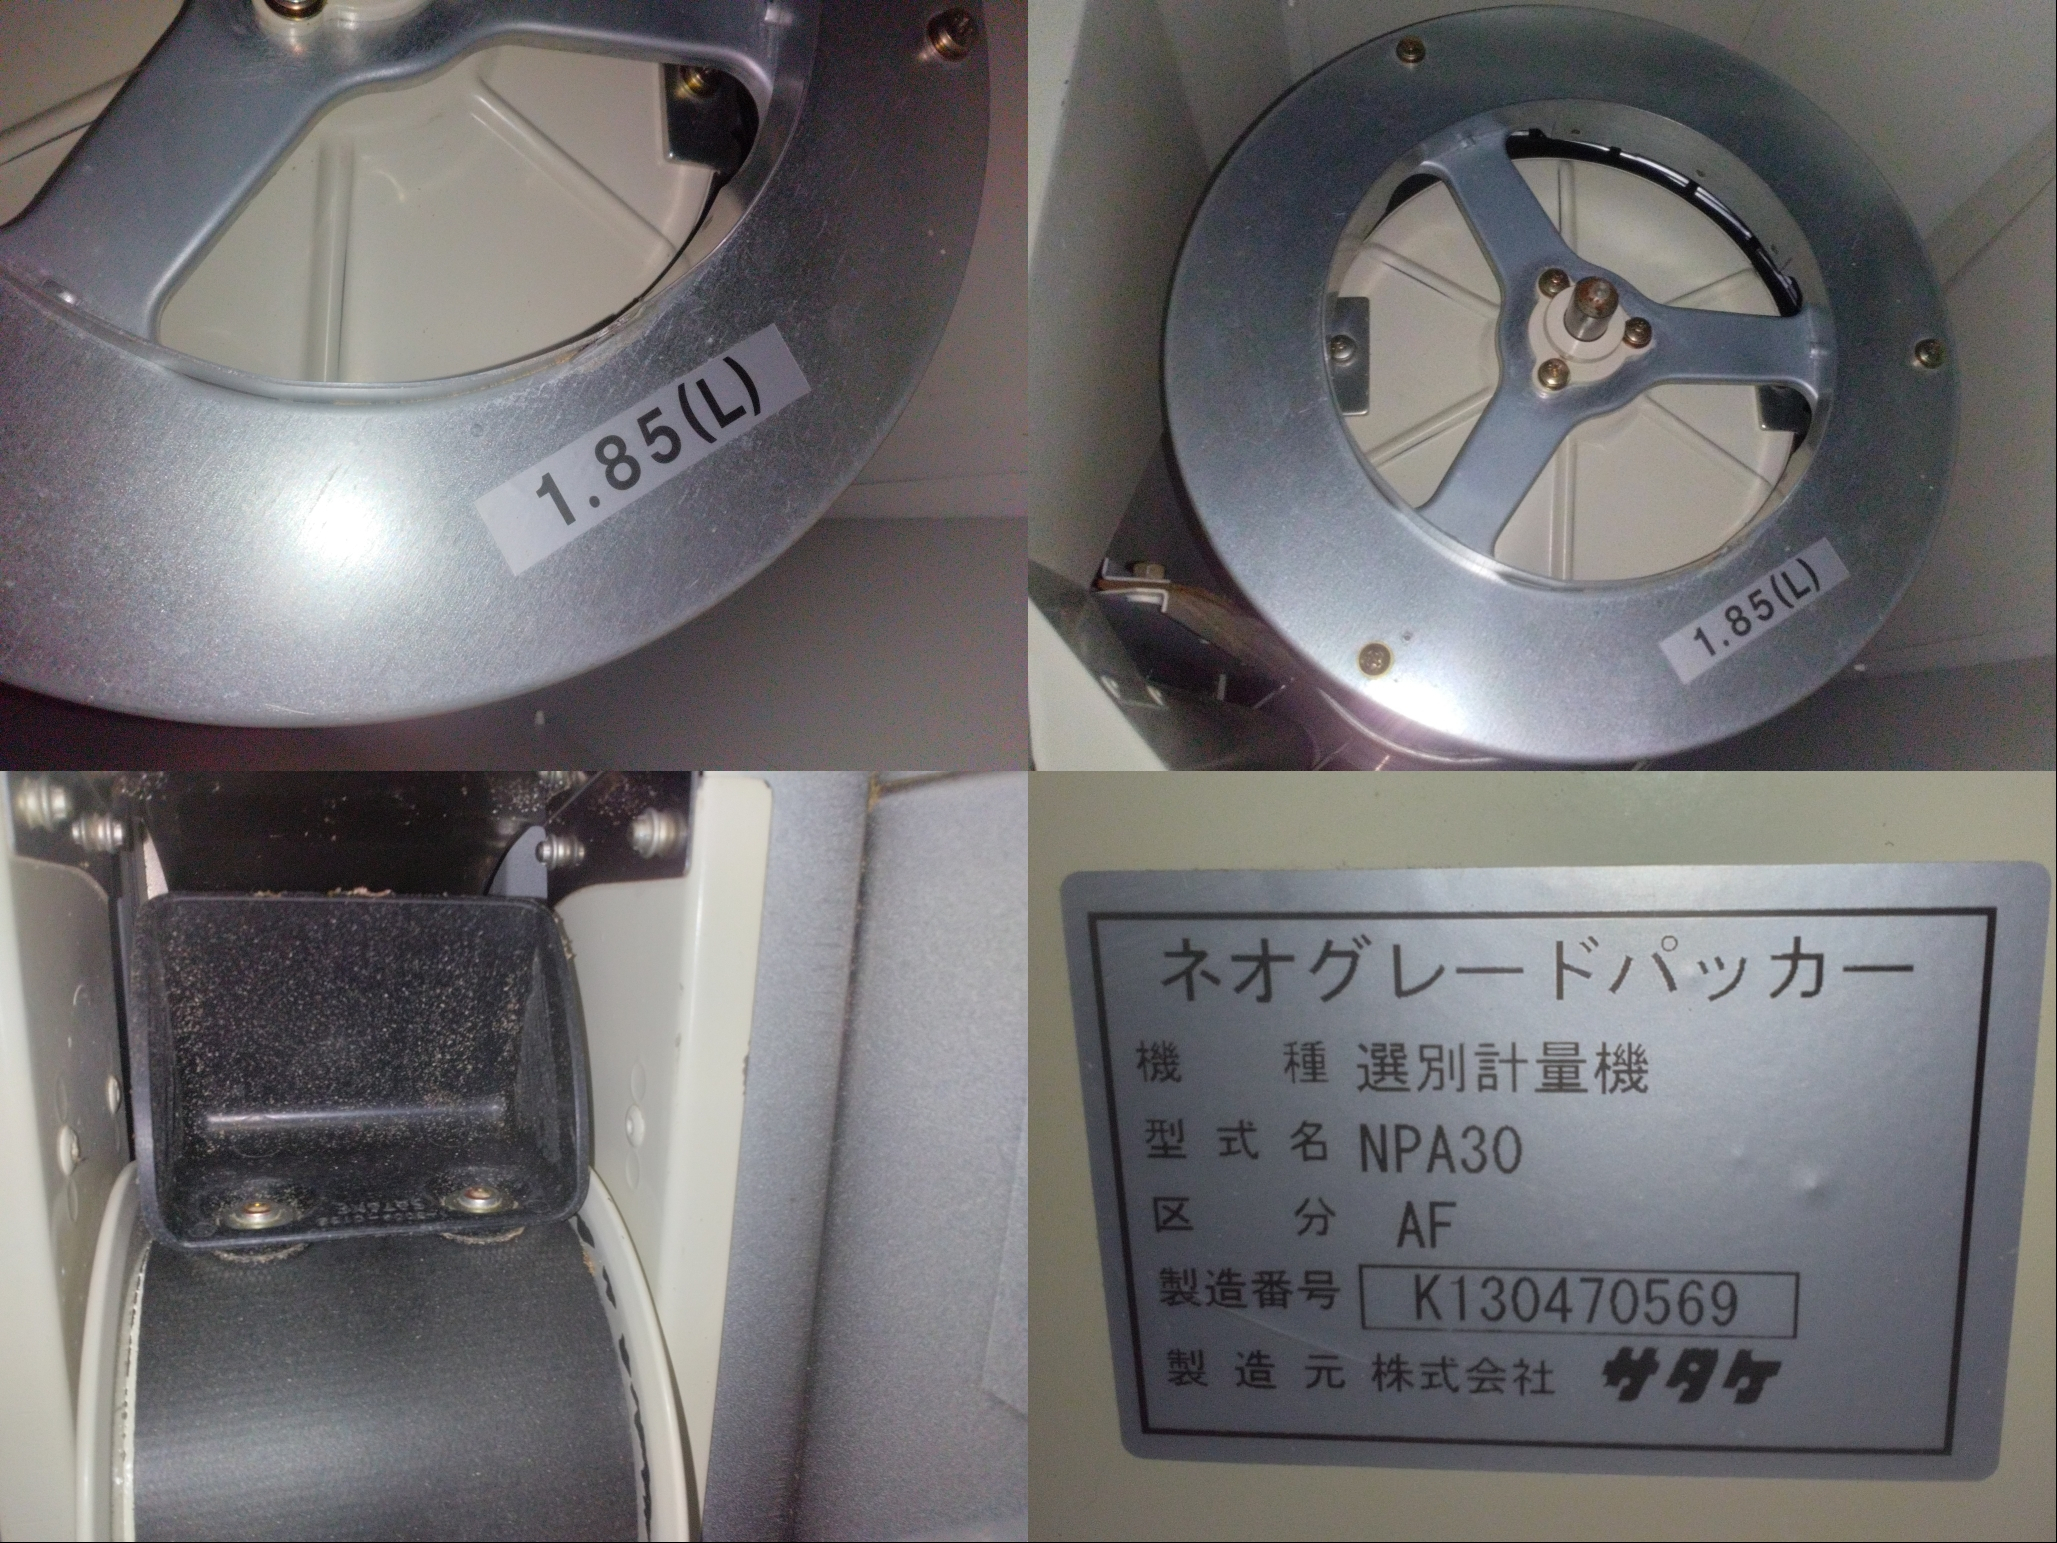 1.85(L)
1.85(L)
ネオグレードパッカー
機種 選別計量機
型式名 NPA30
区分 AF
製造番号 K130470569
製造元 株式会社 サタケ